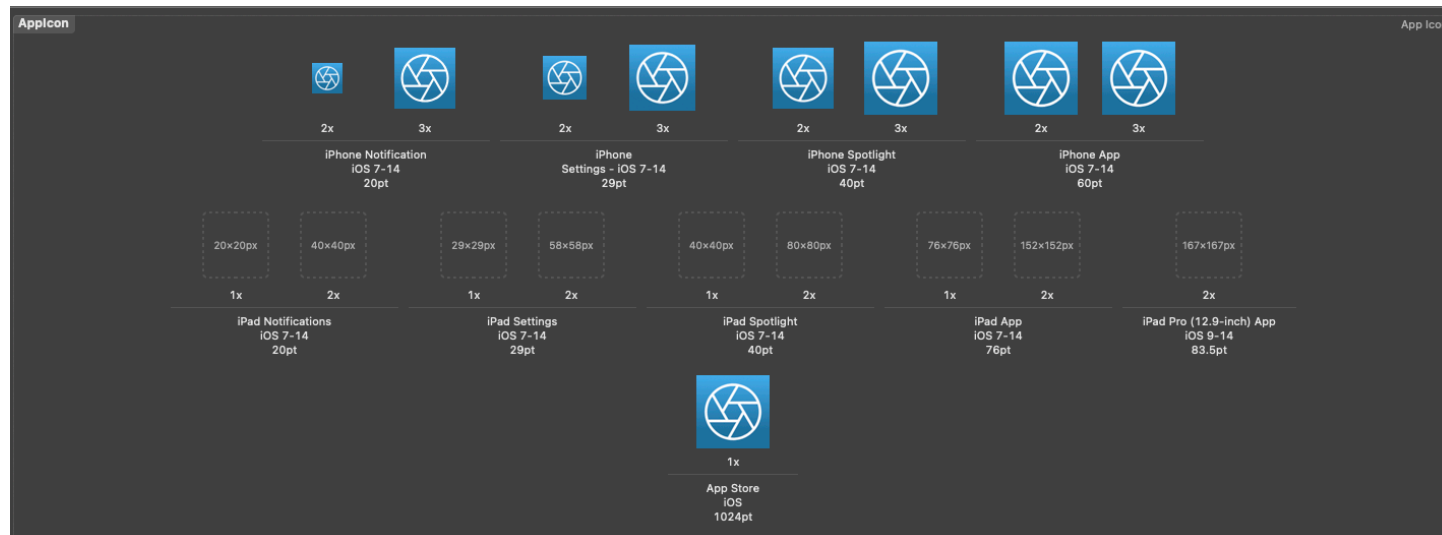 AppIcon
App Ico
2x 3x 2x 3x 2x 3x 2x 3x
iPhone Notification
iOS 7-14
20pt
iPhone
Settings - iOS 7-14
29pt
iPhone Spotlight
iOS 7-14
40pt
iPhone App
iOS 7-14
60pt
20×20px 40×40px 29×29px 58×58px 40×40px 80×80px 76×76px 152×152px 167×167px
1x 2x 1x 2x 1x 2x 1x 2x 2x
iPad Notifications
iOS 7-14
20pt
iPad Settings
iOS 7-14
29pt
iPad Spotlight
iOS 7-14
40pt
iPad App
iOS 7-14
76pt
iPad Pro (12.9-inch) App
iOS 9-14
83.5pt
1x
App Store
iOS
1024pt